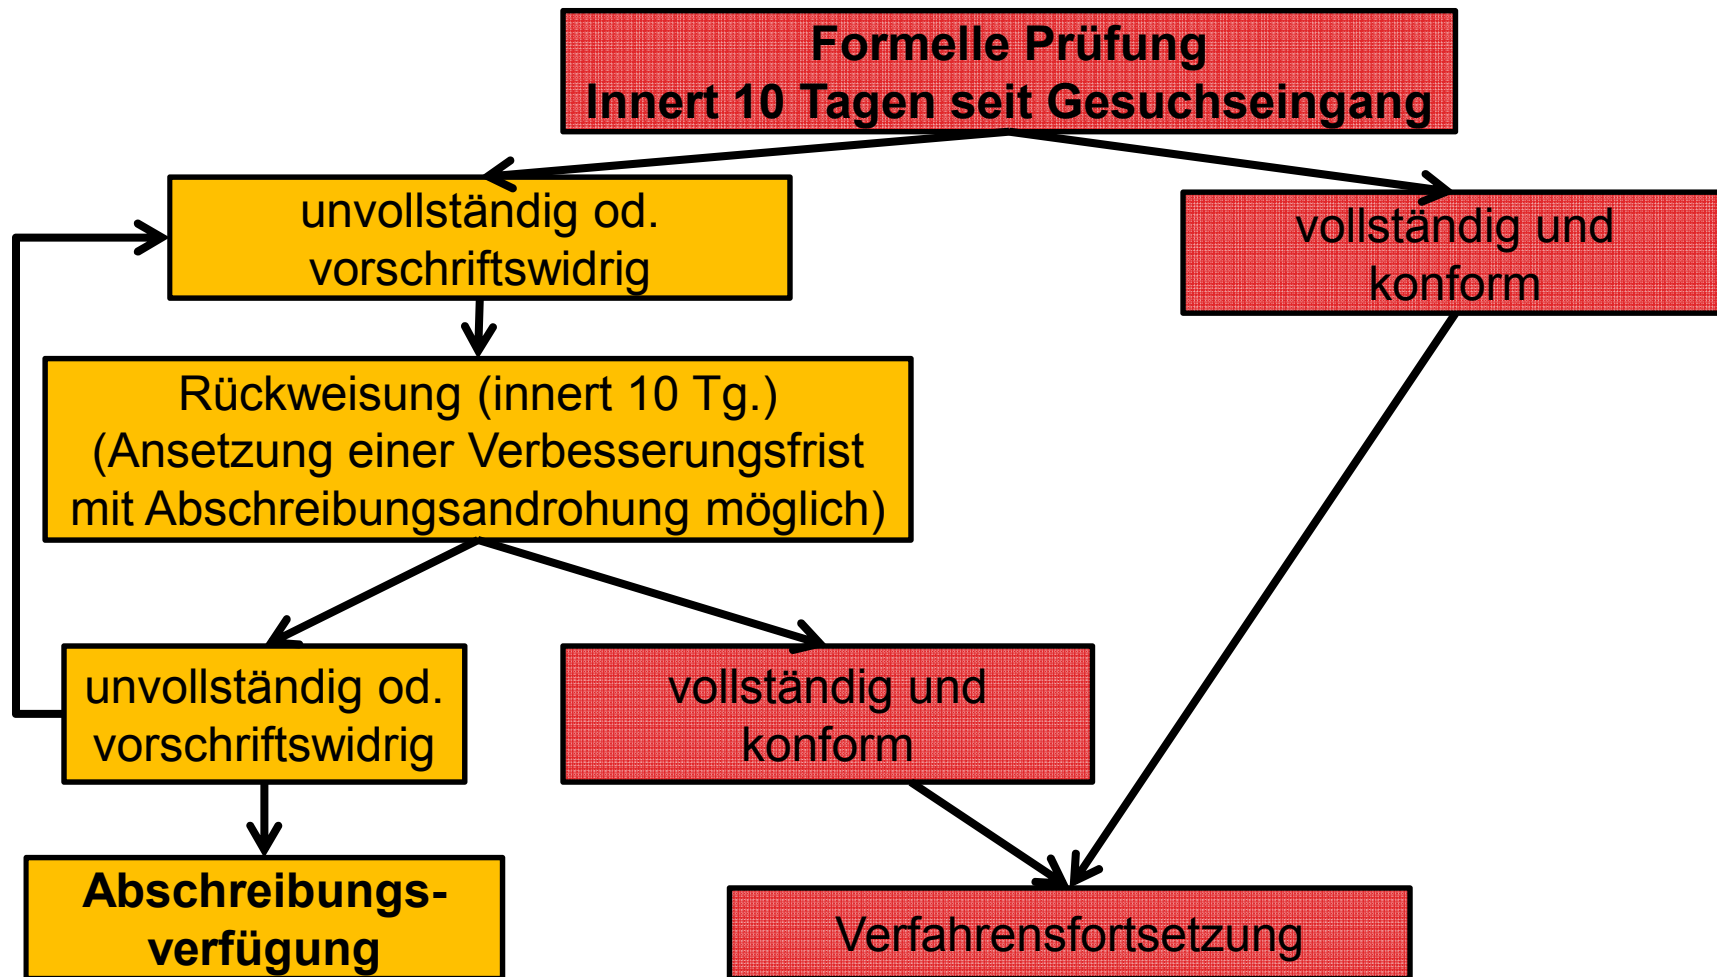 Formelle Prüfung
Innert 10 Tagen seit Gesuchseingang
unvollständig od.
vorschriftswidrig
vollständig und
konform
Rückweisung (innert 10 Tg.)
(Ansetzung einer Verbesserungsfrist
mit Abschreibungsandrohung möglich)
unvollständig od.
vorschriftswidrig
vollständig und
konform
Abschreibungs-
verfügung
Verfahrensfortsetzung